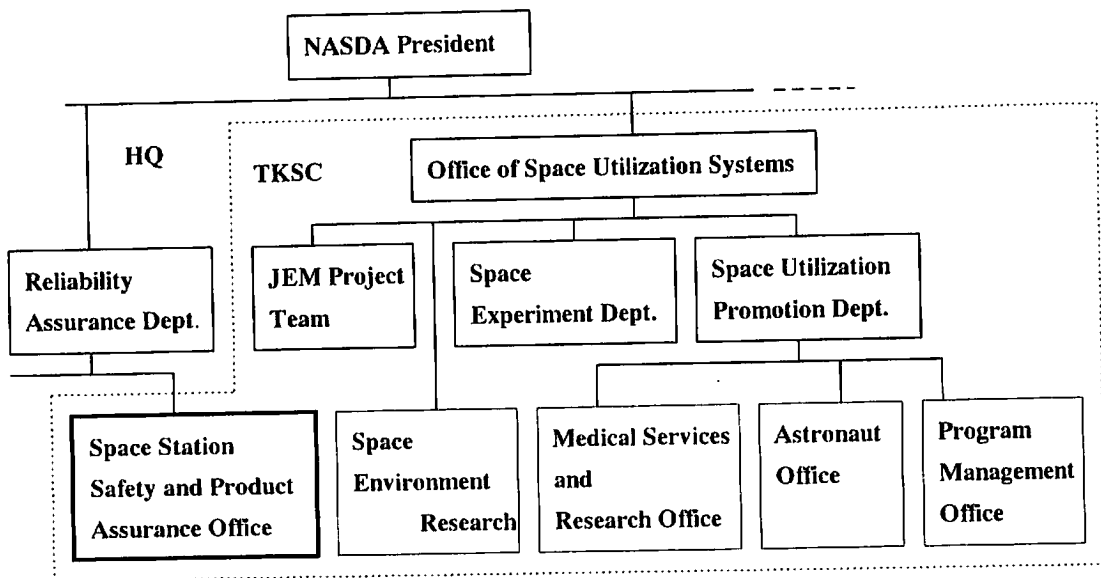 NASDA President
HQ
TKSC
Office of Space Utilization Systems
Reliability
Assurance Dept.
JEM Project
Team
Space
Experiment Dept.
Space Utilization
Promotion Dept.
Space Station
Safety and Product
Assurance Office
Space
Environment
Research
Medical Services
and
Research Office
Astronaut
Office
Program
Management
Office